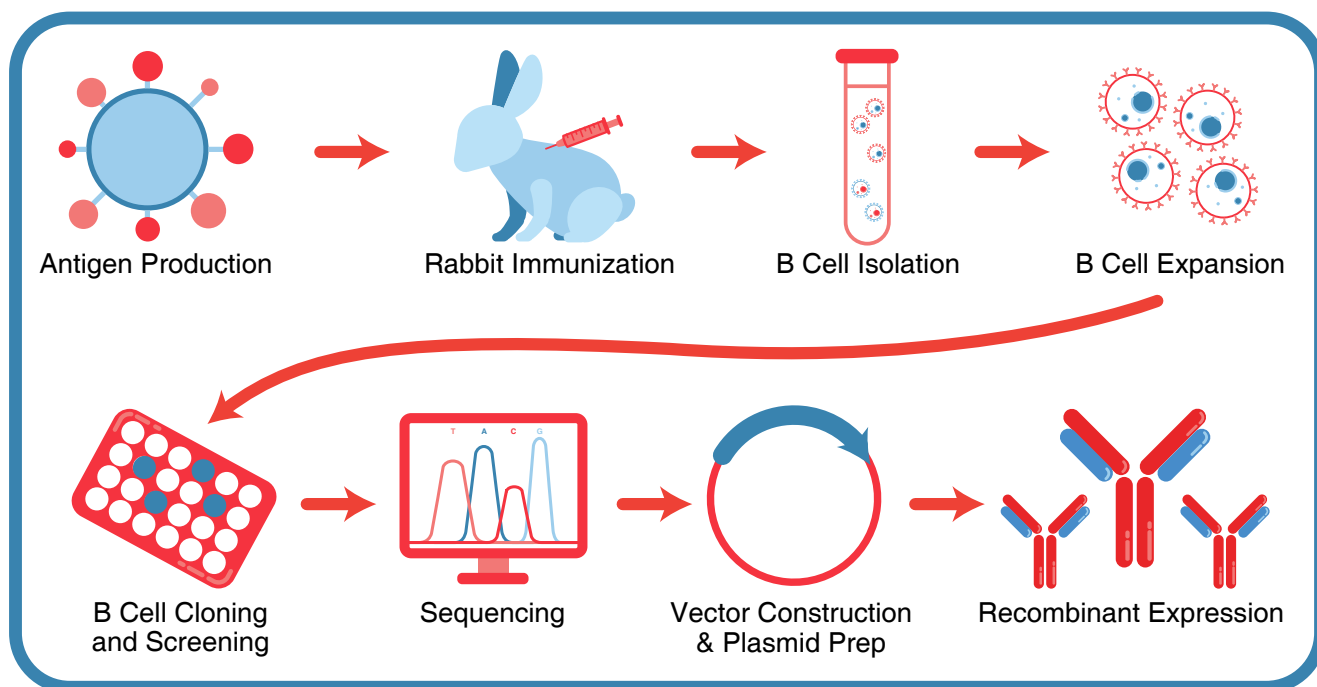 Antigen Production
Rabbit Immunization
B Cell Isolation
B Cell Expansion
B Cell Cloning
and Screening
T A C G
Sequencing
Vector Construction
& Plasmid Prep
Recombinant Expression